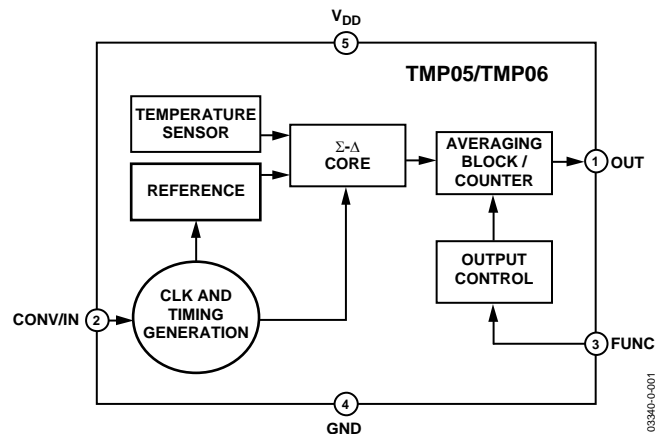 VDD
5
TMP05/TMP06
TEMPERATURE
SENSOR
Σ-Δ
CORE
AVERAGING
BLOCK /
COUNTER
1
OUT
REFERENCE
OUTPUT
CONTROL
CLK AND
TIMING
GENERATION
CONV/IN
2
3
FUNC
4
GND
03340-0-001